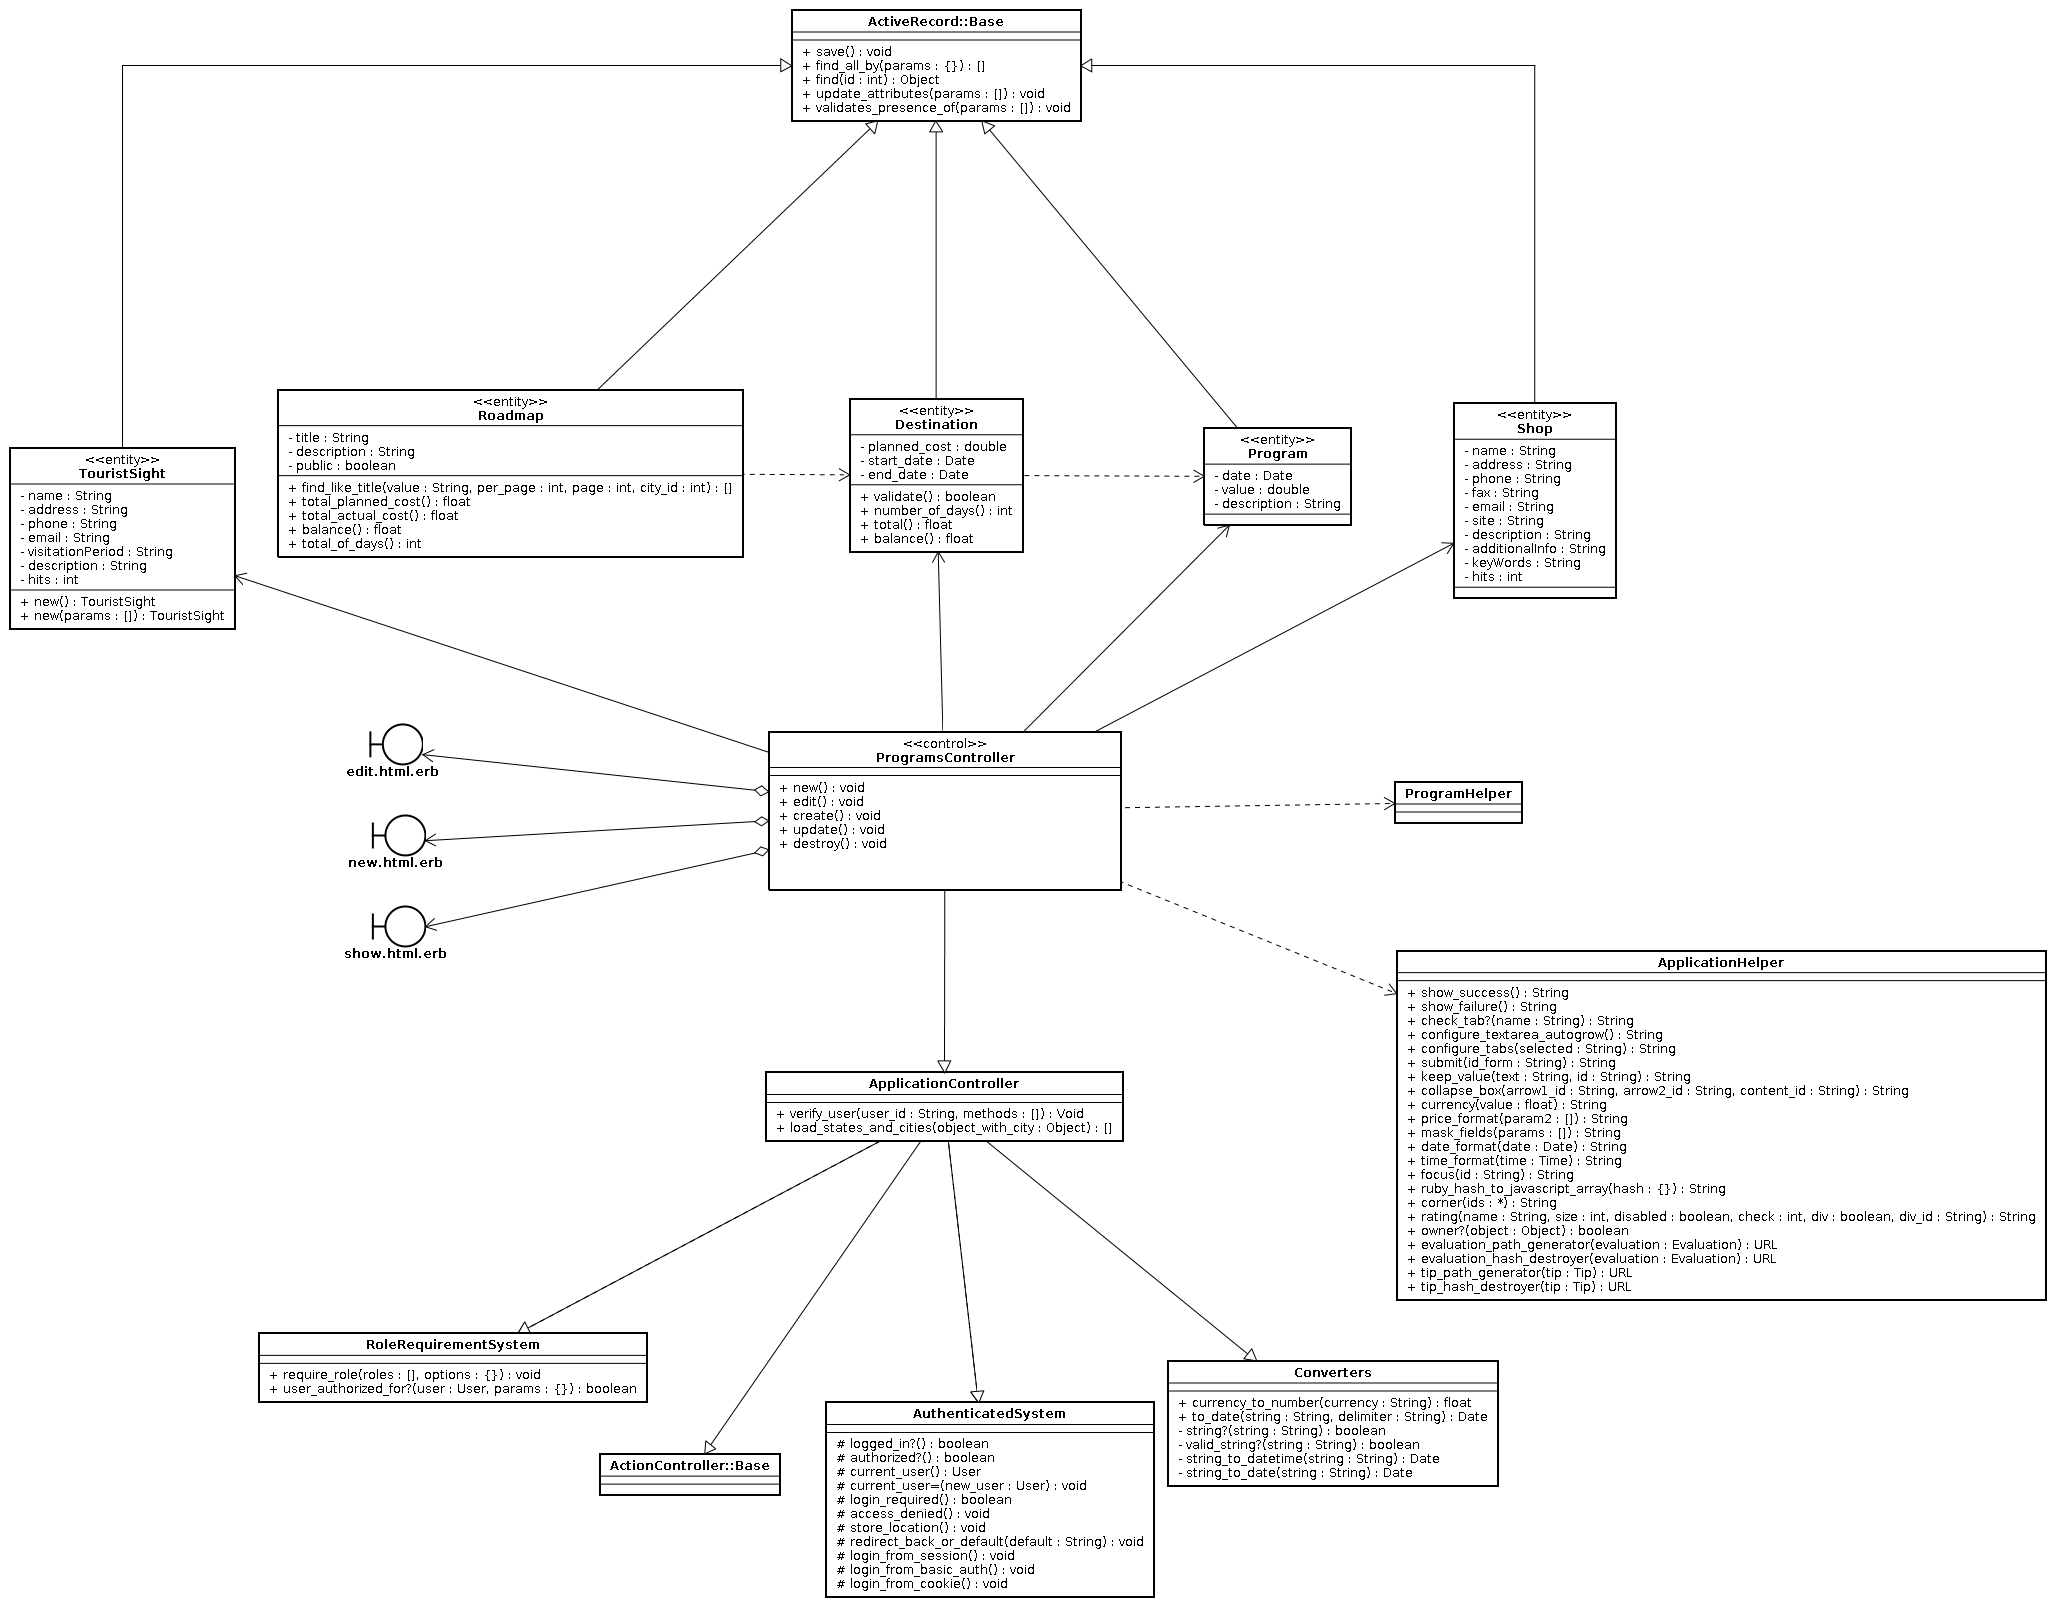 ActiveRecord::Base
+ save() : void
+ find_all_by(params : {}) : []
+ find(id : int) : Object
+ update_attributes(params : []) : void
+ validates_presence_of(params : []) : void
<<entity>>
TouristSight
- name : String
- address : String
- phone : String
- email : String
- visitationPeriod : String
- description : String
- hits : int
+ new() : TouristSight
+ new(params : []) : TouristSight
<<entity>>
Roadmap
- title : String
- description : String
- public : boolean
+ find_like_title(value : String, per_page : int, page : int, city_id : int) : []
+ total_planned_cost() : float
+ total_actual_cost() : float
+ balance() : float
+ total_of_days() : int
<<entity>>
Destination
- planned_cost : double
- start_date : Date
- end_date : Date
+ validate() : boolean
+ number_of_days() : int
+ total() : float
+ balance() : float
<<entity>>
Program
- date : Date
- value : double
- description : String
<<entity>>
Shop
- name : String
- address : String
- phone : String
- fax : String
- email : String
- site : String
- description : String
- additionalInfo : String
- keyWords : String
- hits : int
edit.html.erb
new.html.erb
show.html.erb
<<control>>
ProgramsController
+ new() : void
+ edit() : void
+ create() : void
+ update() : void
+ destroy() : void
ProgramHelper
ApplicationHelper
+ show_success() : String
+ show_failure() : String
+ check_tab?(name : String) : String
+ configure_textarea_autogrow() : String
+ configure_tabs(selected : String) : String
+ submit(id_form : String) : String
+ keep_value(text : String, id : String) : String
+ collapse_box(arrow1_id : String, arrow2_id : String, content_id : String) : String
+ currency(value : float) : String
+ price_format(param2 : []) : String
+ mask_fields(params : []) : String
+ date_format(date : Date) : String
+ time_format(time : Time) : String
+ focus(id : String) : String
+ ruby_hash_to_javascript_array(hash : {}) : String
+ corner(ids : *) : String
+ rating(name : String, size : int, disabled : boolean, check : int, div : boolean, div_id : String) : String
+ owner?(object : Object) : boolean
+ evaluation_path_generator(evaluation : Evaluation) : URL
+ evaluation_hash_destroyer(evaluation : Evaluation) : URL
+ tip_path_generator(tip : Tip) : URL
+ tip_hash_destroyer(tip : Tip) : URL
ApplicationController
+ verify_user(user_id : String, methods : []) : Void
+ load_states_and_cities(object_with_city : Object) : []
RoleRequirementSystem
+ require_role(roles : [], options : {}) : void
+ user_authorized_for?(user : User, params : {}) : boolean
ActionController::Base
AuthenticatedSystem
# logged_in?() : boolean
# authorized?() : boolean
# current_user() : User
# current_user=(new_user : User) : void
# login_required() : boolean
# access_denied() : void
# store_location() : void
# redirect_back_or_default(default : String) : void
# login_from_session() : void
# login_from_basic_auth() : void
# login_from_cookie() : void
Converters
+ currency_to_number(currency : String) : float
+ to_date(string : String, delimiter : String) : Date
- string?(string : String) : boolean
- valid_string?(string : String) : boolean
- string_to_datetime(string : String) : Date
- string_to_date(string : String) : Date